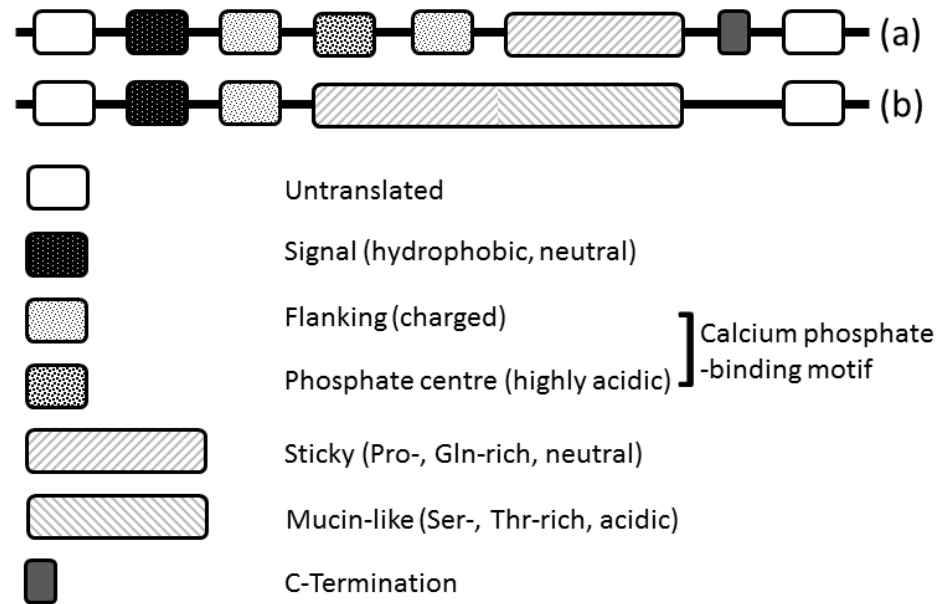 (a)
(b)
Untranslated
Signal (hydrophobic, neutral)
Flanking (charged)
Phosphate centre (highly acidic)
Calcium phosphate
-binding motif
Sticky (Pro-, Gln-rich, neutral)
Mucin-like (Ser-, Thr-rich, acidic)
C-Termination